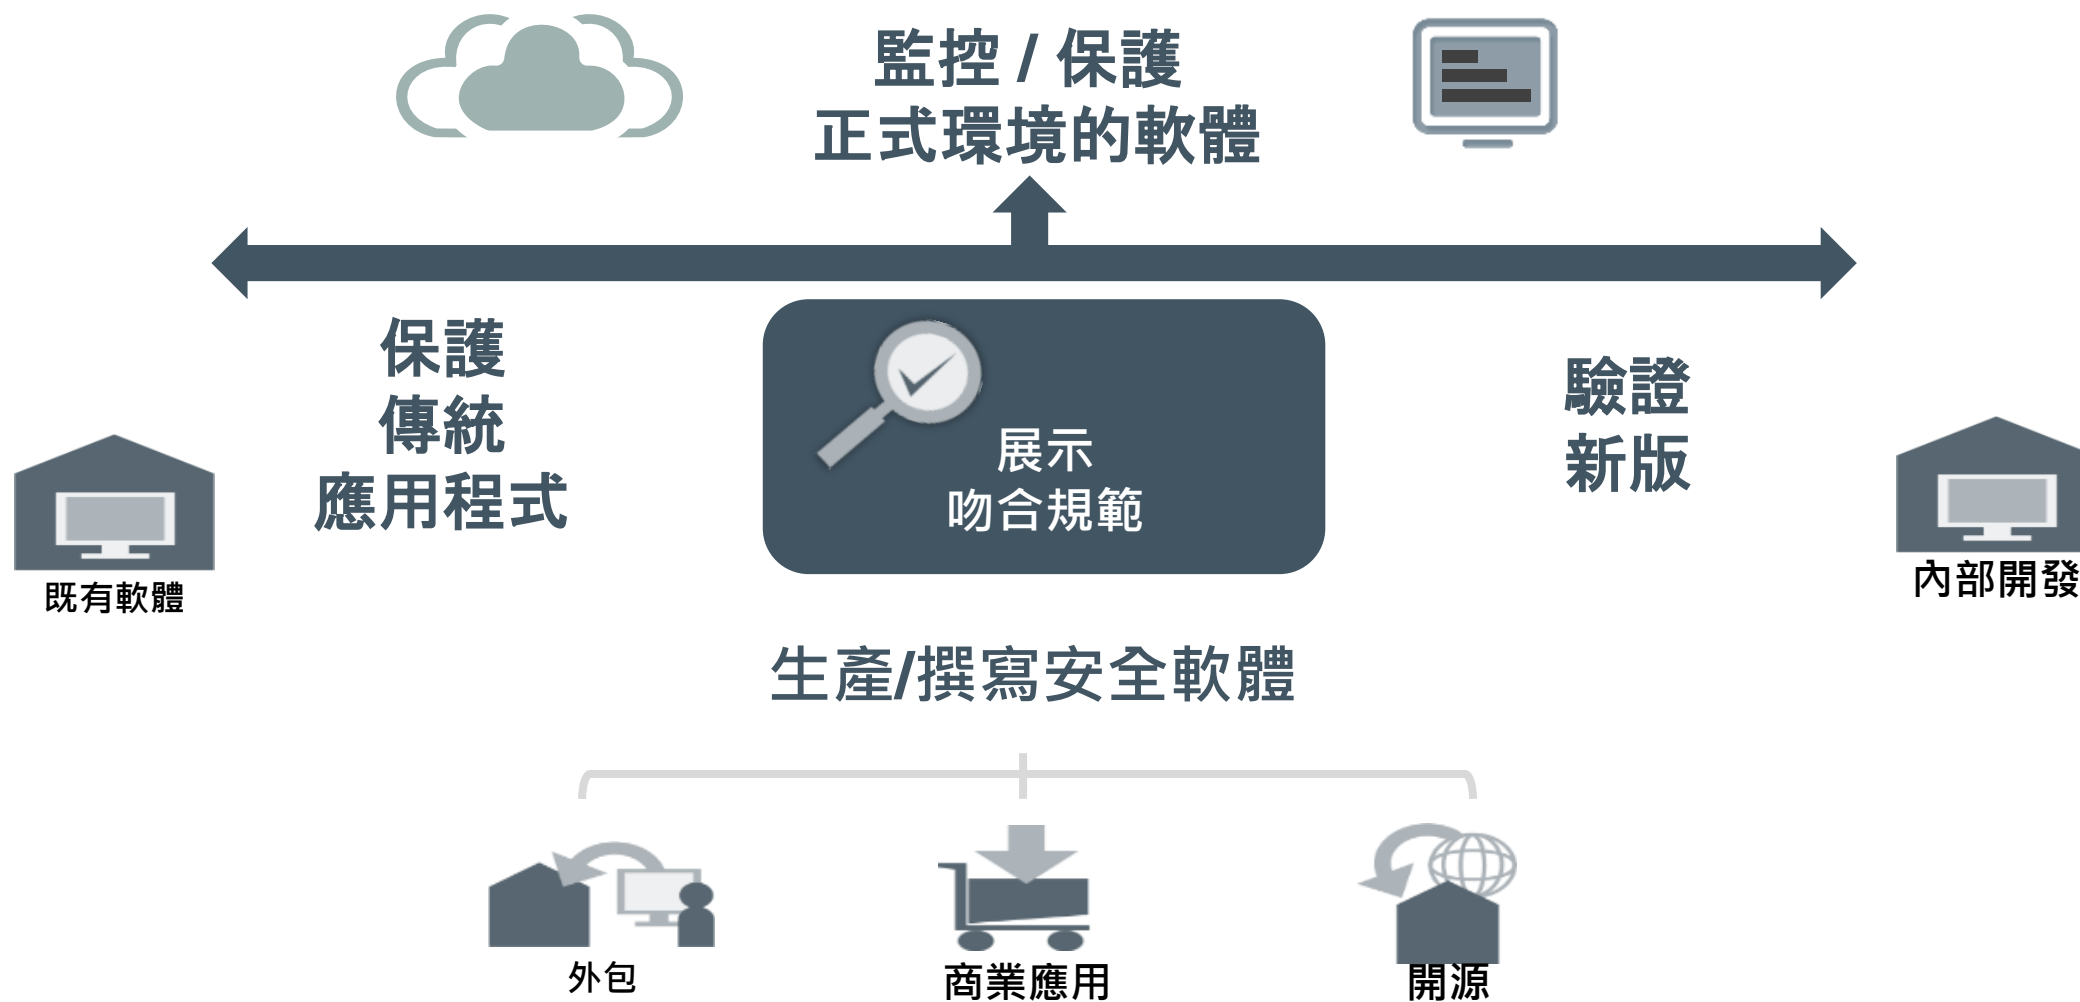 監控 / 保護
正式環境的軟體
保護
傳統
應用程式
展示
吻合規範
驗證
新版
既有軟體
內部開發
生產/撰寫安全軟體
外包
商業應用
開源